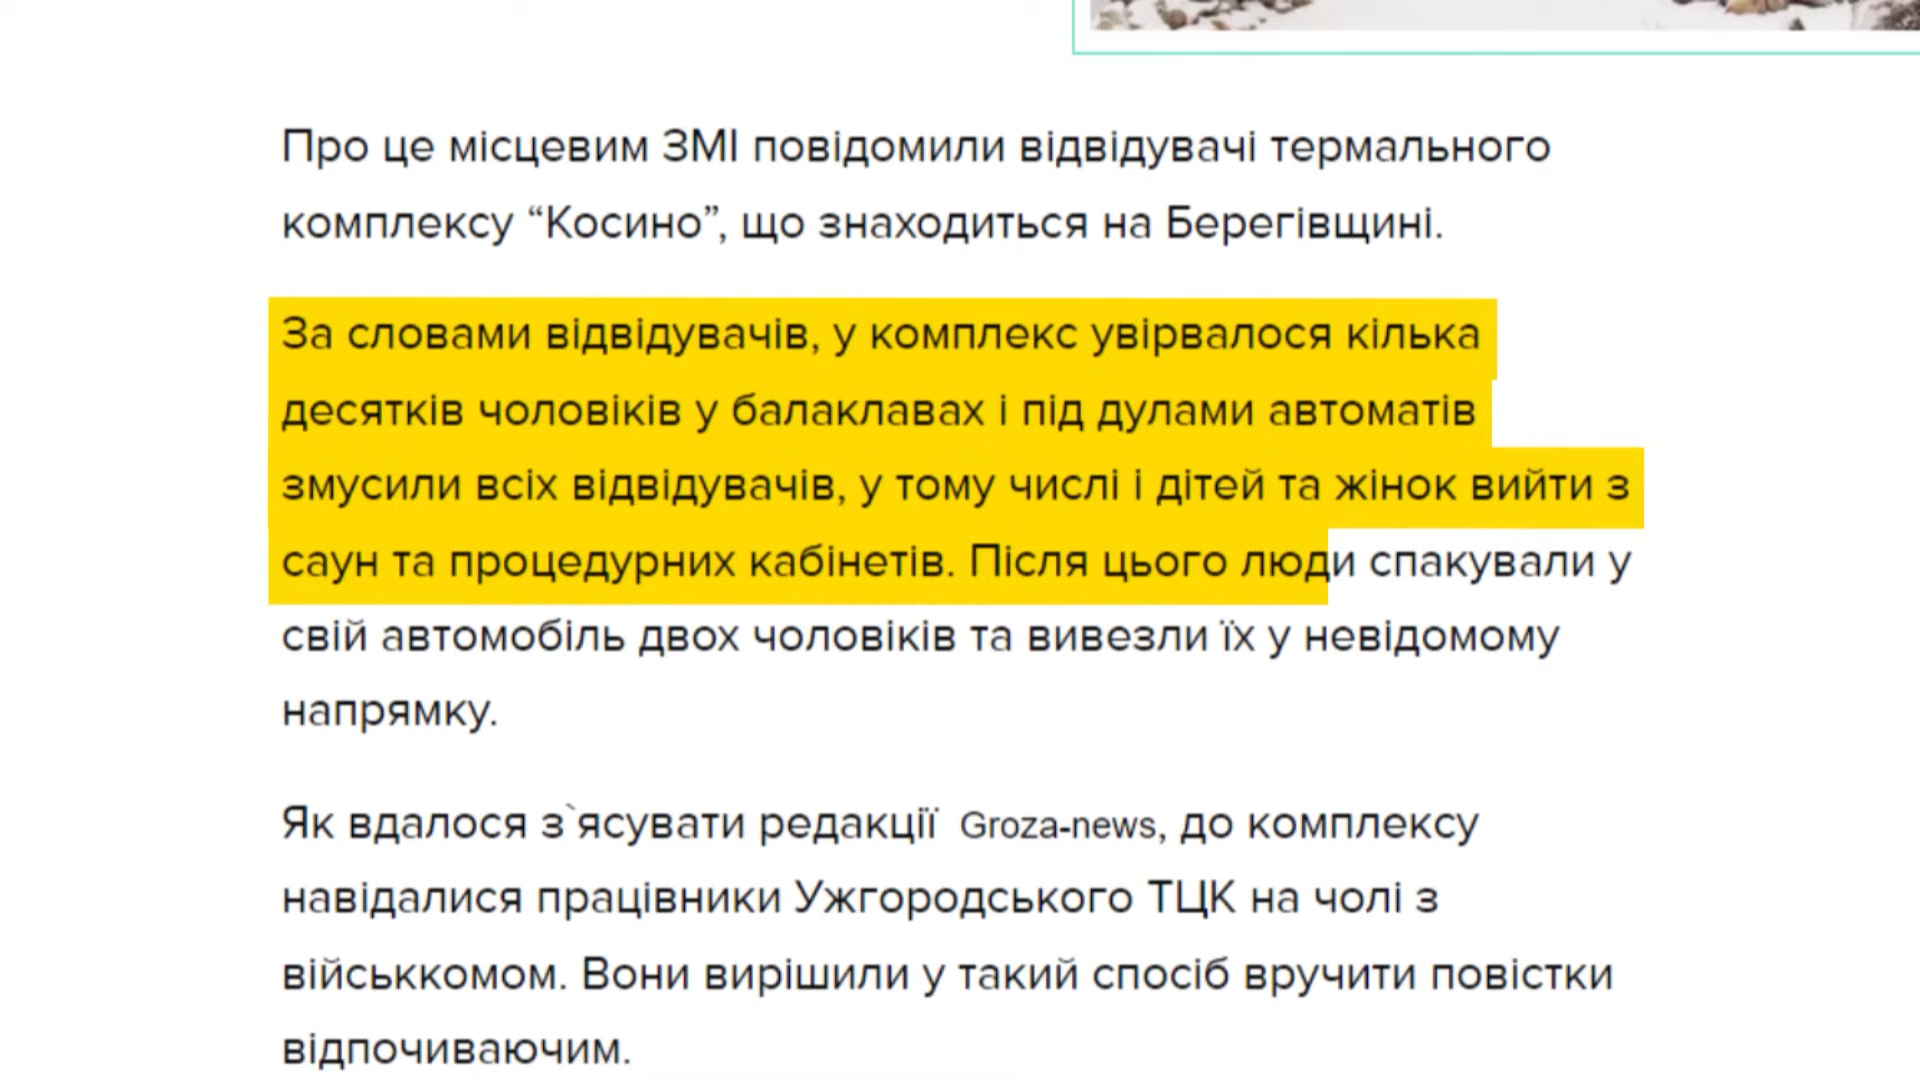 Про це місцевим ЗМІ повідомили відвідувачі термального
комплексу “Косино”, що знаходиться на Берегівщині.
За словами відвідувачів, у комплекс увірвалося кілька
десятків чоловіків у балаклавах і під дулами автоматів
змусили всіх відвідувачів, у тому числі і дітей та жінок вийти з
саун та процедурних кабінетів. Після цього люди спакували у
свій автомобіль двох чоловіків та вивезли їх у невідомому
напрямку.
Як вдалося з`ясувати редакції Groza-news, до комплексу
навідалися працівники Ужгородського ТЦК на чолі з
військкомом. Вони вирішили у такий спосіб вручити повістки
відпочиваючим.